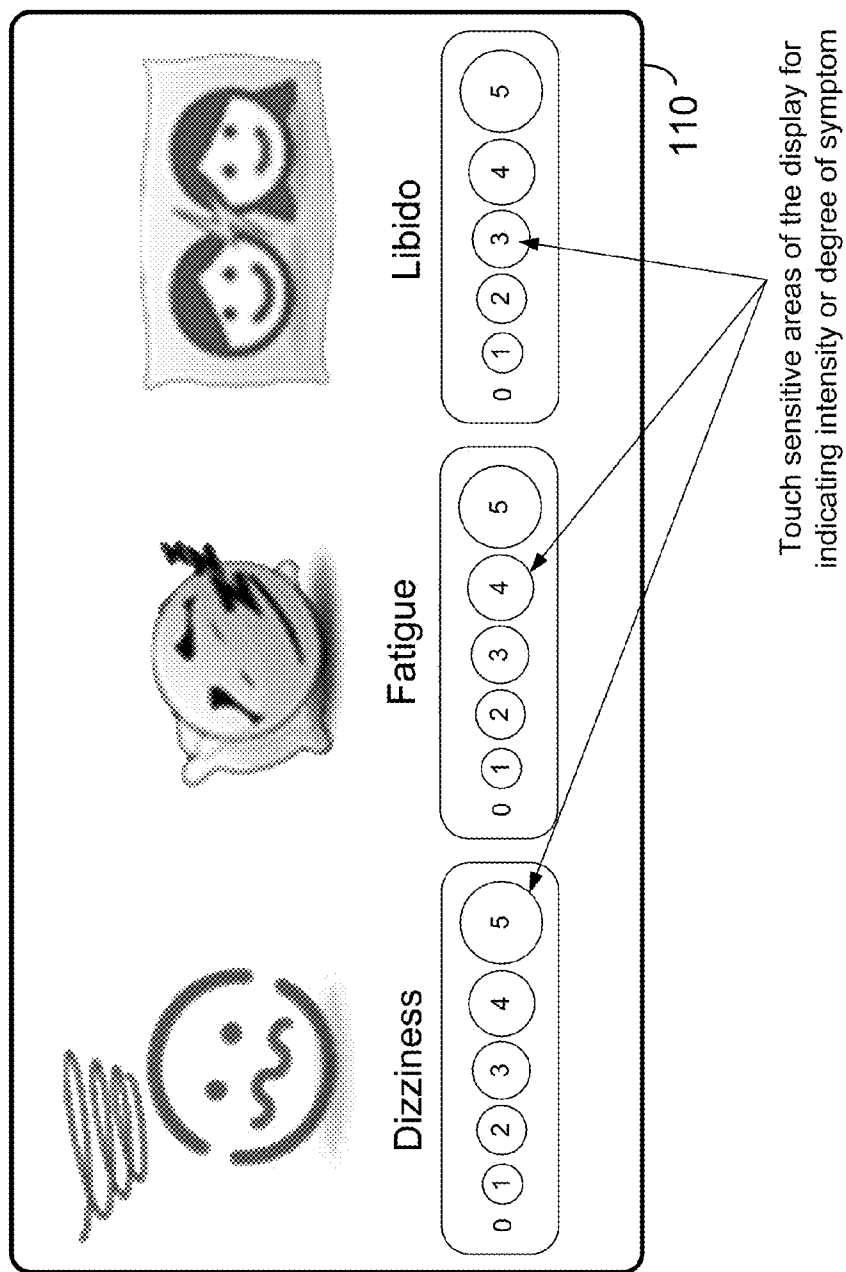 Dizziness
0 1 2 3 4 5
Fatigue
0 1 2 3 4 5
Libido
0 1 2 3 4 5
110
Touch sensitive areas of the display for
indicating intensity or degree of symptom